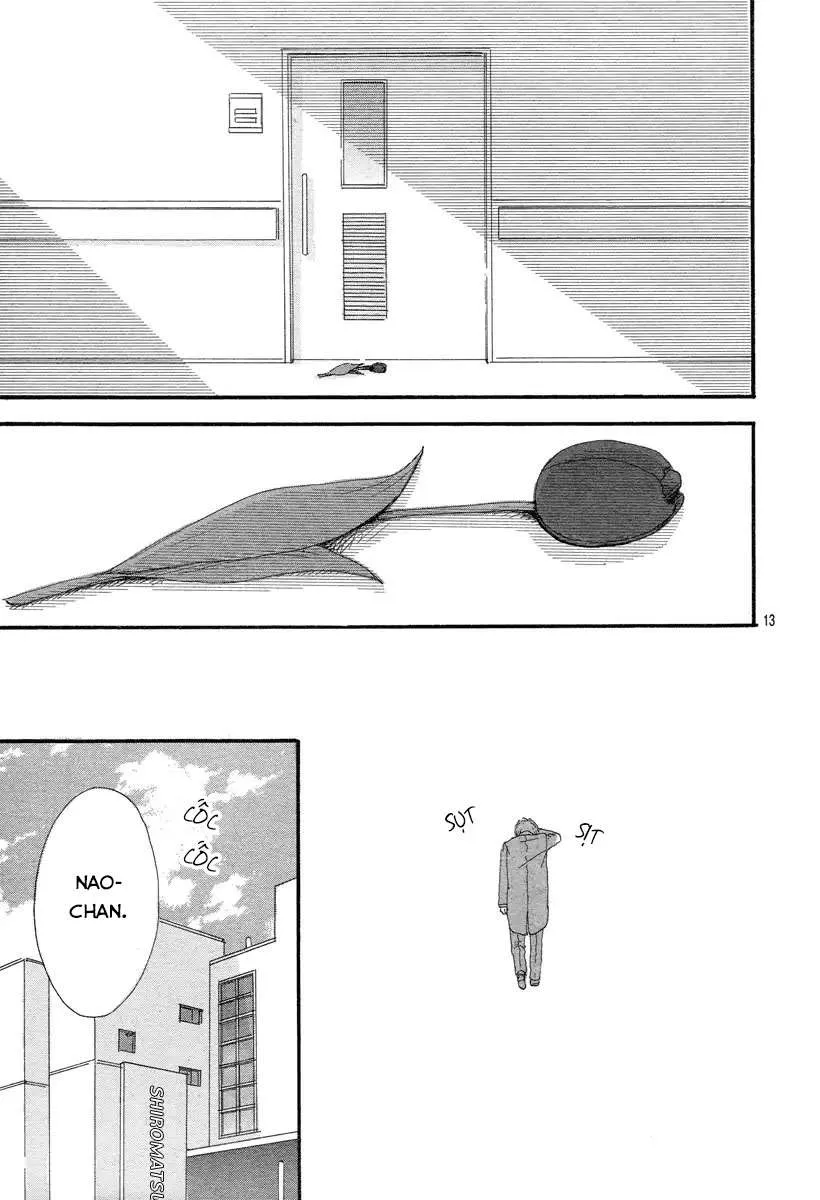 13
SỤT
SỊT
CỐC
CỐC
NAO-
CHAN.
SHIROMATSU